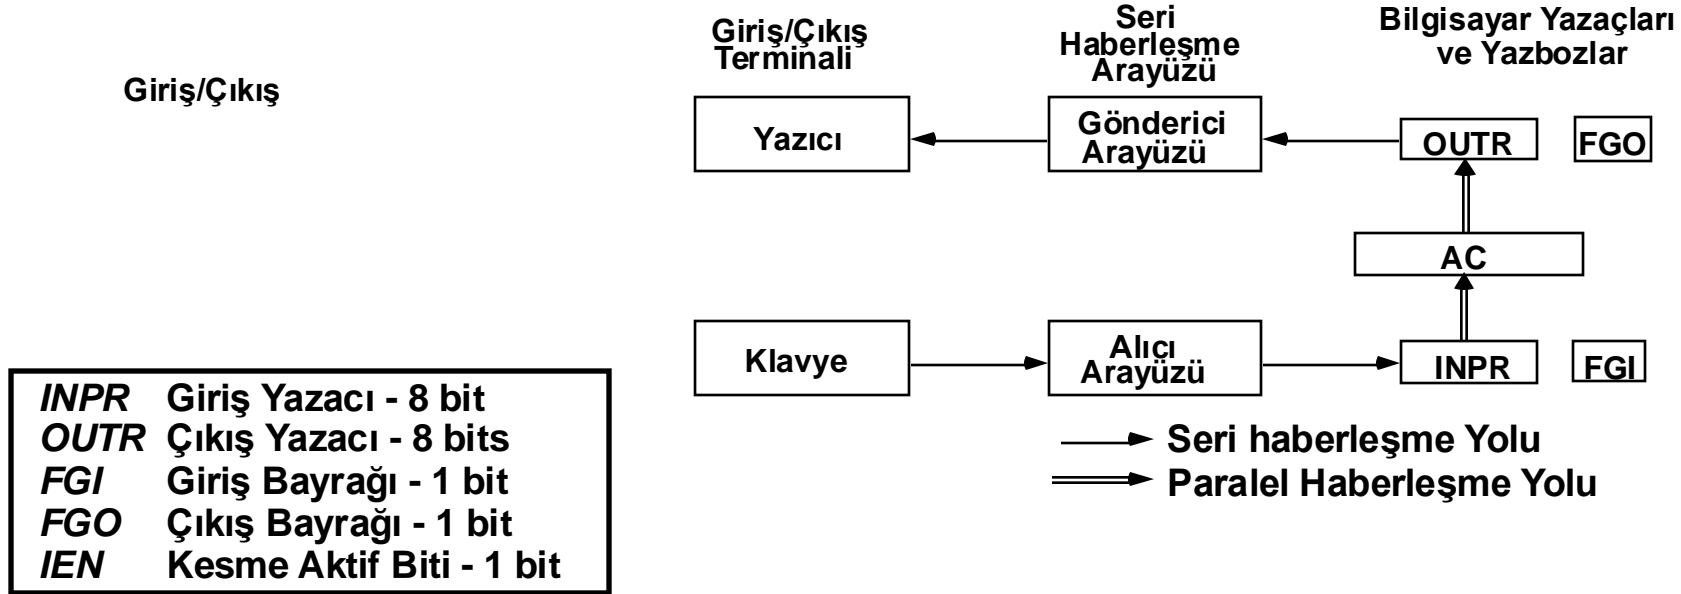 Giriş/Çıkış
Giriş/Çıkış
Terminali
Seri
Haberleşme
Arayüzü
Bilgisayar Yazaçları
ve Yazbozlar
Yazıcı
Gönderici
Arayüzü
OUTR
FGO
AC
Klavye
Alıcı
Arayüzü
INPR
FGI
Seri haberleşme Yolu
Paralel Haberleşme Yolu
INPR Giriş Yazacı - 8 bit
OUTR Çıkış Yazacı - 8 bits
FGI Giriş Bayrağı - 1 bit
FGO Çıkış Bayrağı - 1 bit
IEN Kesme Aktif Biti - 1 bit